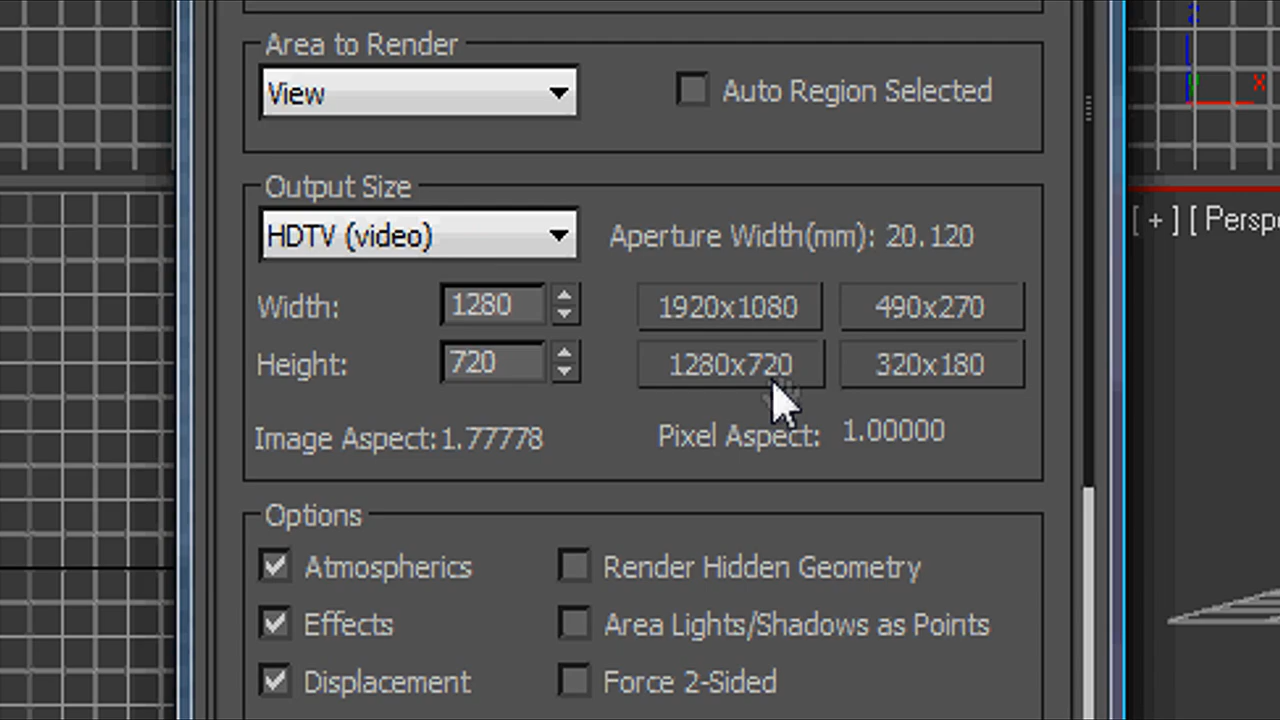 Area to Render
View
Auto Region Selected
Output Size
HDTV (video)
Aperture Width(mm): 20.120
Width: 1280
1920x1080
490x270
Height: 720
1280x720
320x180
Image Aspect: 1.77778
Pixel Aspect: 1.00000
Options
Atmospherics
Render Hidden Geometry
Effects
Area Lights/Shadows as Points
Displacement
Force 2-Sided
z
y
x
[ + ] [ Persp